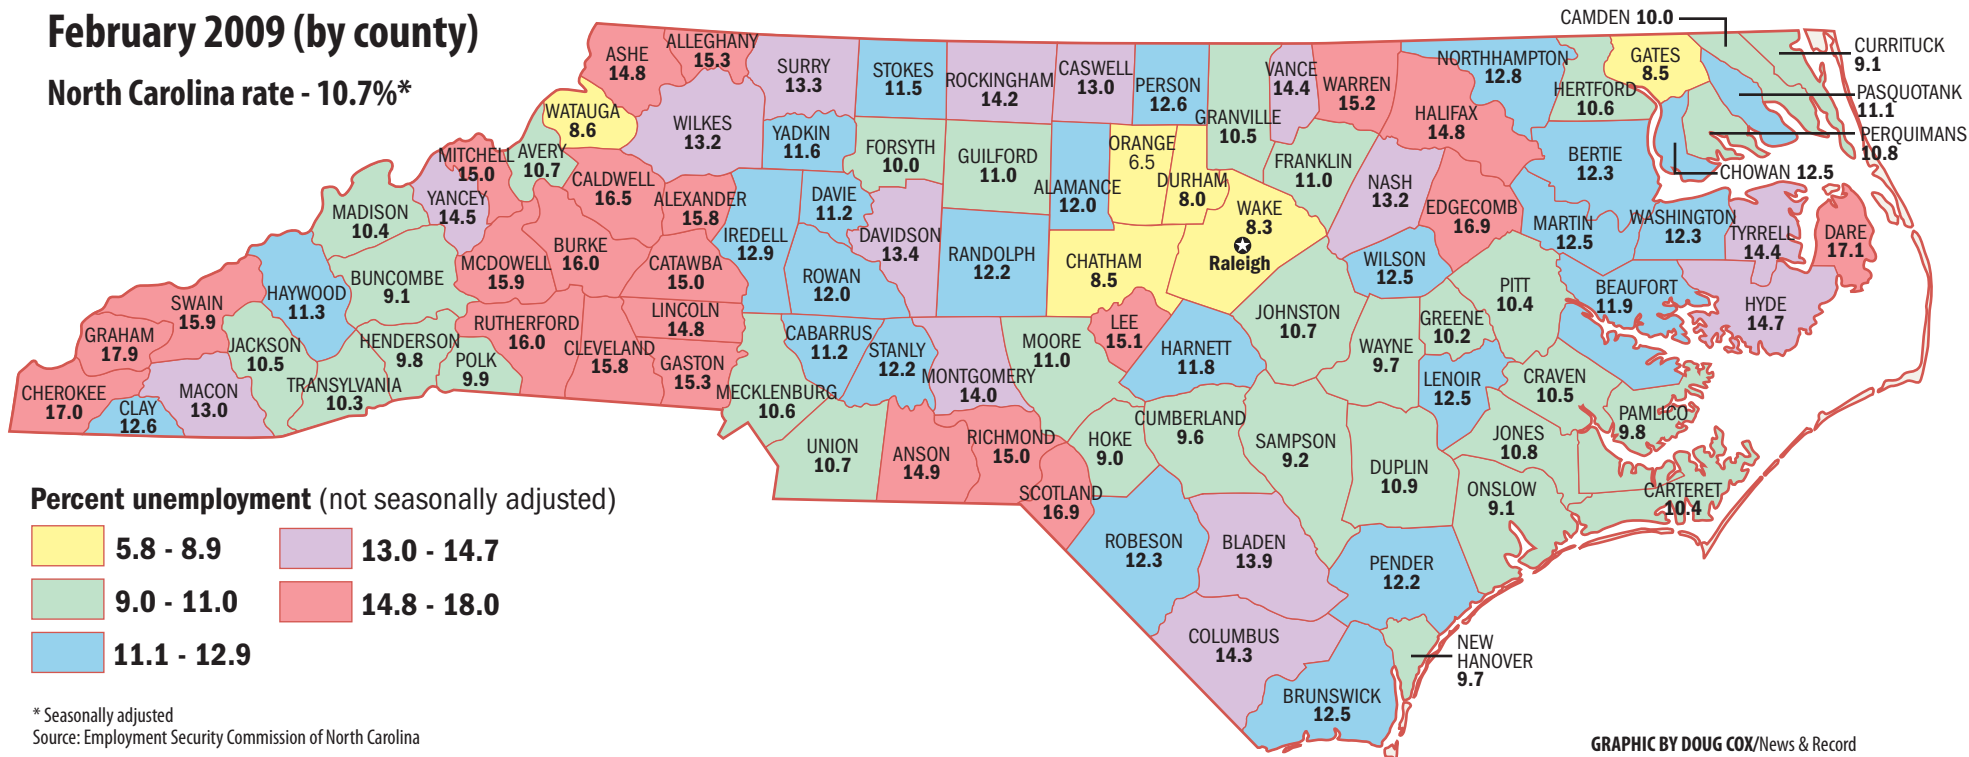 February 2009 (by county)
North Carolina rate - 10.7%*
CAMDEN 10.0
CURRITUCK
9.1
PASQUOTANK
11.1
PERQUIMANS
10.8
CHOWAN 12.5
ASHE
14.8
ALLEGHANY
15.3
SURRY
13.3
STOKES
11.5
ROCKINGHAM
14.2
CASWELL
13.0
PERSON
12.6
GRANVILLE
10.5
VANCE
14.4
WARREN
15.2
NORTHHAMPTON
12.8
HALIFAX
14.8
HERTFORD
10.6
GATES
8.5
WATAUGA
8.6
WILKES
13.2
YADKIN
11.6
FORSYTH
10.0
GUILFORD
11.0
ALAMANCE
12.0
ORANGE
6.5
DURHAM
8.0
FRANKLIN
11.0
NASH
13.2
EDGECOMB
16.9
BERTIE
12.3
MITCHELL
15.0
AVERY
10.7
CALDWELL
16.5
ALEXANDER
15.8
DAVIE
11.2
YANCEY
14.5
MADISON
10.4
IREDELL
12.9
DAVIDSON
13.4
RANDOLPH
12.2
CHATHAM
8.5
WAKE
8.3
Raleigh
WILSON
12.5
MARTIN
12.5
WASHINGTON
12.3
TYRRELL
14.4
DARE
17.1
BUNCOMBE
9.1
MCDOWELL
15.9
BURKE
16.0
CATAWBA
15.0
ROWAN
12.0
HAYWOOD
11.3
SWAIN
15.9
GRAHAM
17.9
JACKSON
10.5
HENDERSON
9.8
POLK
9.9
RUTHERFORD
16.0
CLEVELAND
15.8
LINCOLN
14.8
GASTON
15.3
CABARRUS
11.2
STANLY
12.2
MONTGOMERY
14.0
MOORE
11.0
LEE
15.1
HARNETT
11.8
JOHNSTON
10.7
WAYNE
9.7
GREENE
10.2
PITT
10.4
BEAUFORT
11.9
HYDE
14.7
CHEROKEE
17.0
CLAY
12.6
MACON
13.0
TRANSYLVANIA
10.3
MECKLENBURG
10.6
UNION
10.7
ANSON
14.9
RICHMOND
15.0
SCOTLAND
16.9
HOKE
9.0
CUMBERLAND
9.6
SAMPSON
9.2
DUPLIN
10.9
LENOIR
12.5
CRAVEN
10.5
PAMLICO
9.8
JONES
10.8
ONSLOW
9.1
CARTERET
10.4
ROBESON
12.3
BLADEN
13.9
PENDER
12.2
COLUMBUS
14.3
BRUNSWICK
12.5
NEW
HANOVER
9.7
Percent unemployment (not seasonally adjusted)
5.8 - 8.9
9.0 - 11.0
11.1 - 12.9
13.0 - 14.7
14.8 - 18.0
* Seasonally adjusted
Source: Employment Security Commission of North Carolina
GRAPHIC BY DOUG COX/News & Record